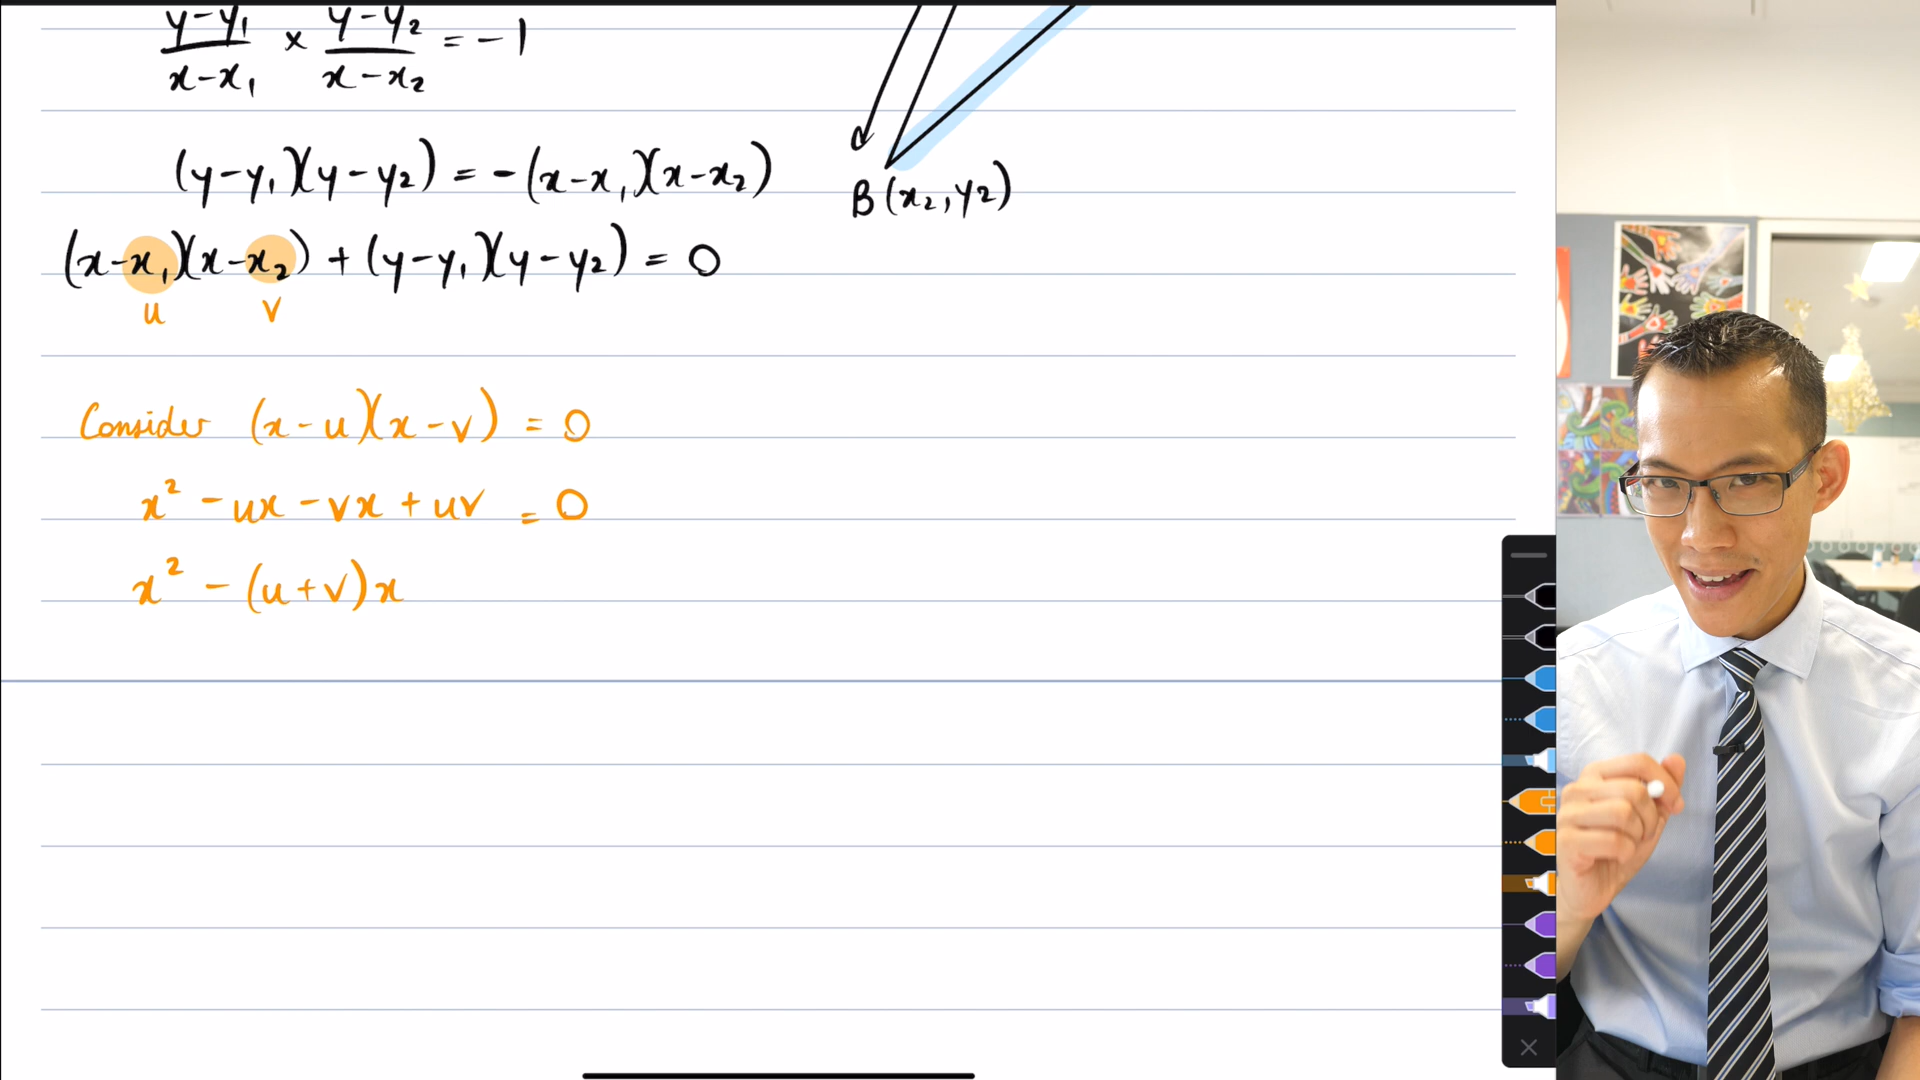 y-y₁/x-x₁ × y-y₂/x-x₂ = -1
(y-y₁)(y-y₂) = -(x-x₁)(x-x₂)
B(x₂,y₂)
(x-x₁)(x-x₂) + (y-y₁)(y-y₂) = 0
u v
Consider (x-u)(x-v) = 0
x² - ux - vx + uv = 0
x² - (u+v)x